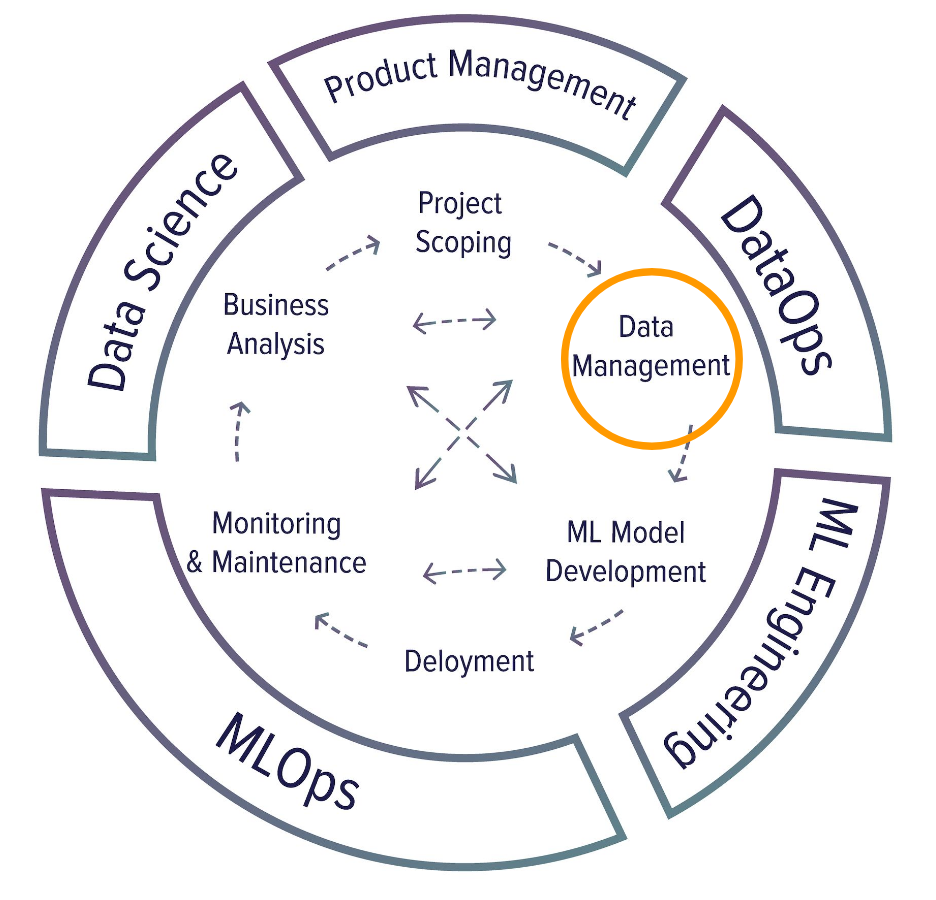 Product Management
Data Science
DataOps
Project
Scoping
Business
Analysis
Data
Management
Monitoring
& Maintenance
ML Model
Development
Deloyment
ML Engineering
MLOps